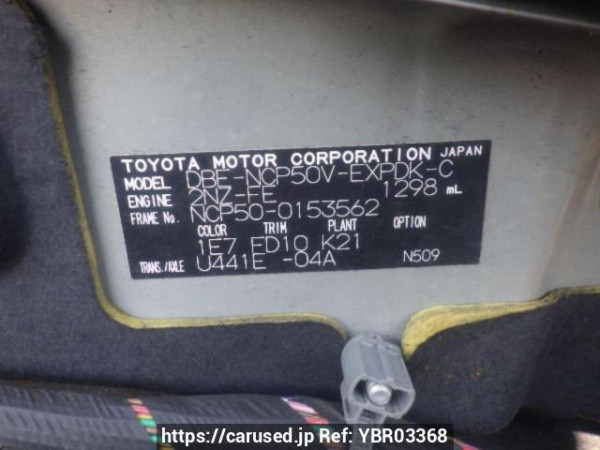 TOYOTA MOTOR CORPORATION JAPAN
MODEL DBE-NCP50V-EXPDK-C
ENGINE 2NZ-FE 1298 mL
FRAME No. NCP50-0153562
COLOR TRIM PLANT OPTION
1E7 FD10 K21
TRANS./AXLE U441E -04A N509
https://carused.jp Ref: YBR03368